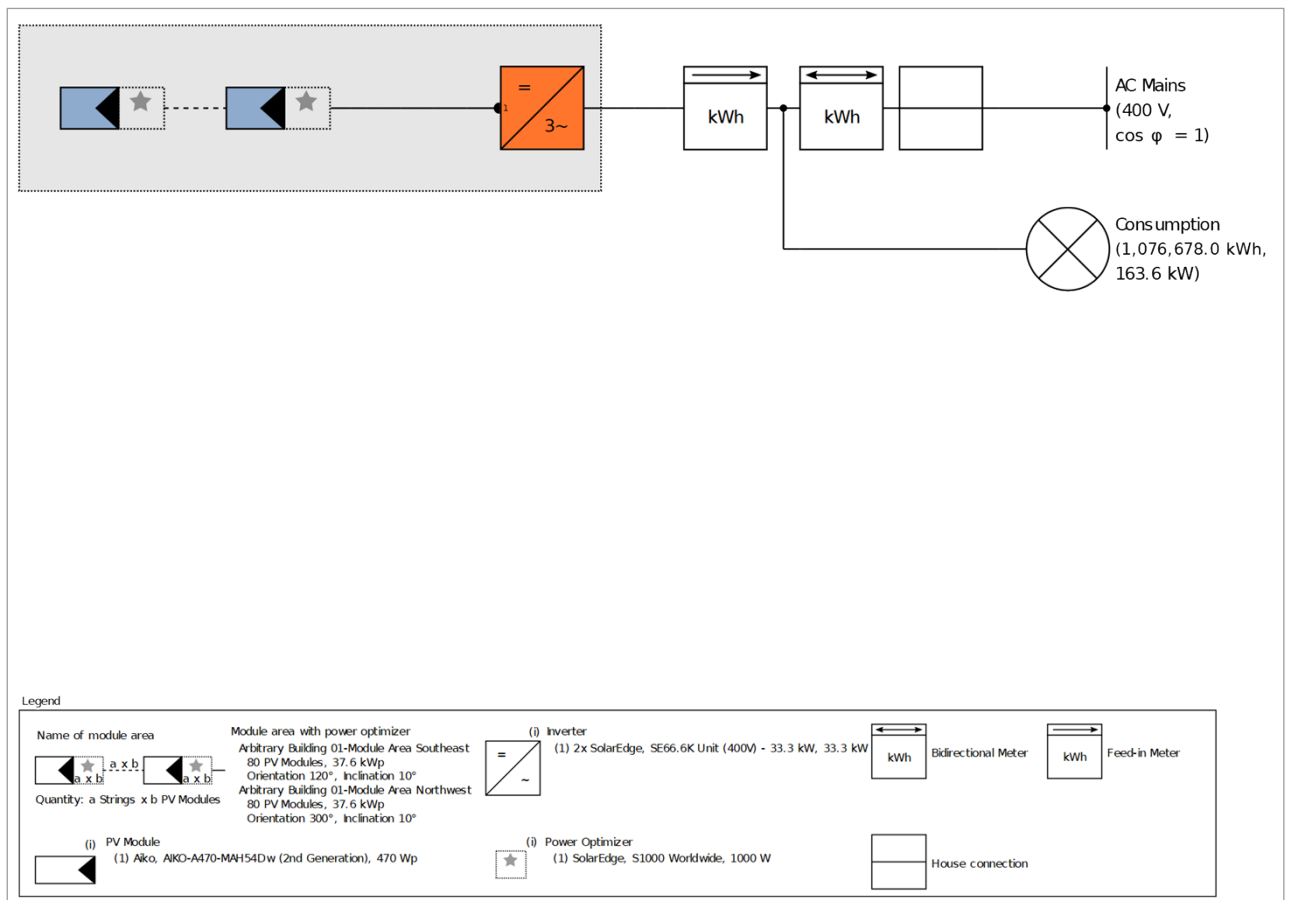 =
1
3~
kWh
kWh
AC Mains
(400 V,
cos φ = 1)
Consumption
(1,076,678.0 kWh,
163.6 kW)
Legend
Name of module area
a x b
a x b
a x b
Quantity: a Strings x b PV Modules
Module area with power optimizer
Arbitrary Building 01-Module Area Southeast
80 PV Modules, 37.6 kWp
Orientation 120°, Inclination 10°
Arbitrary Building 01-Module Area Northwest
80 PV Modules, 37.6 kWp
Orientation 300°, Inclination 10°
(i) Inverter
=
~
(1) 2x SolarEdge, SE66.6K Unit (400V) - 33.3 kW, 33.3 kW
kWh
Bidirectional Meter
kWh
Feed-in Meter
(i) PV Module
(1) Aiko, AIKO-A470-MAH54Dw (2nd Generation), 470 Wp
(i) Power Optimizer
(1) SolarEdge, S1000 Worldwide, 1000 W
House connection